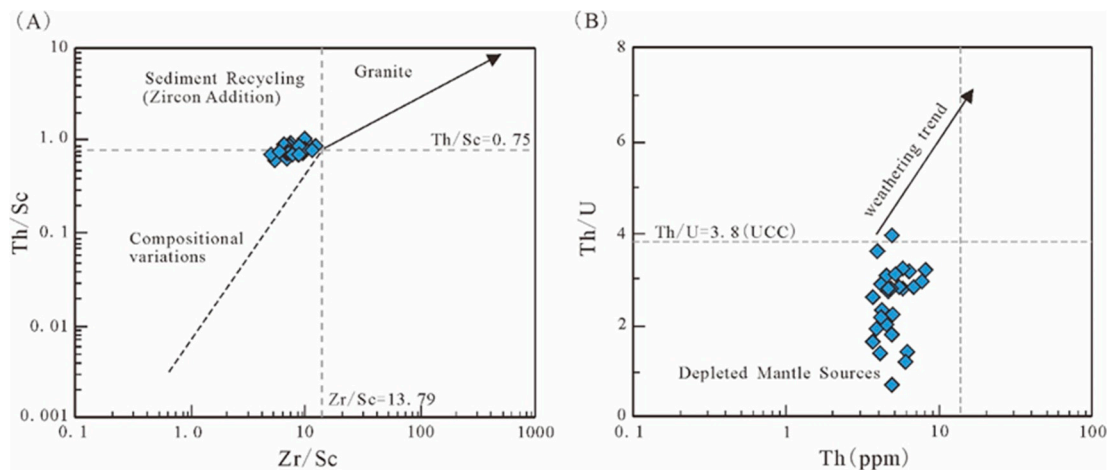 (A)
10
1.0
0.1
0.01
0.001
Th/Sc
Sediment Recycling
(Zircon Addition)
Granite
Th/Sc=0.75
Compositional
variations
Zr/Sc=13.79
0.1
1.0
10
100
1000
Zr/Sc
(B)
8
6
4
2
0
Th/U
weathering trend
Th/U=3.8(UCC)
Depleted Mantle Sources
0.1
1
10
100
Th(ppm)